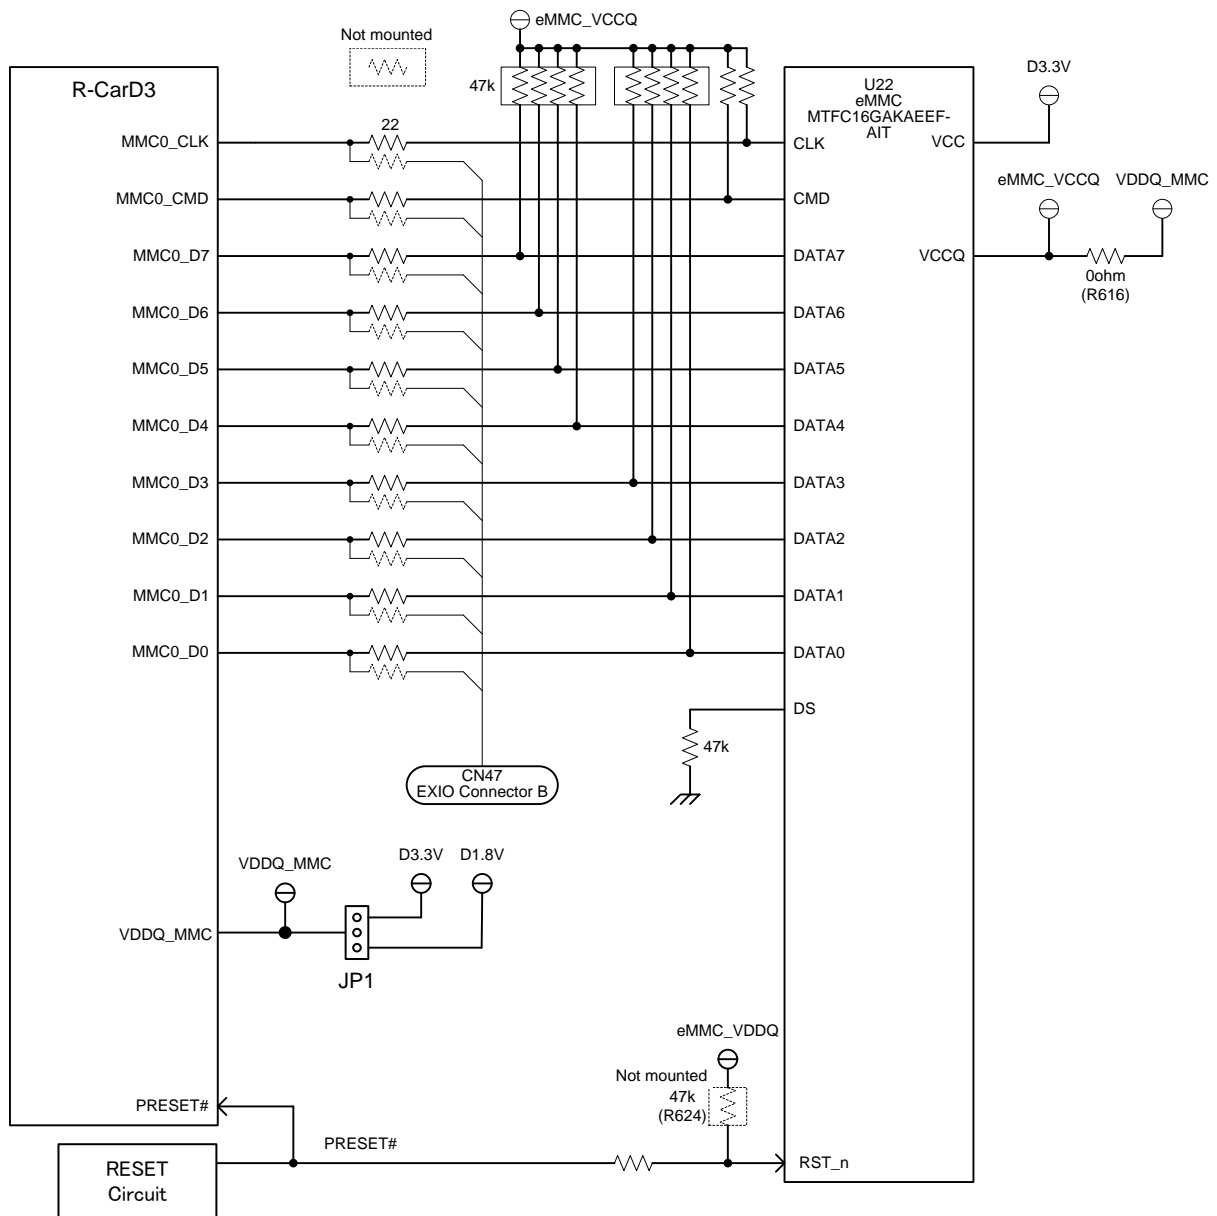 eMMC_VCCQ
Not mounted
47k
R-CarD3
U22
eMMC
MTFC16GAKAEEF-
AIT
D3.3V
22
MMC0_CLK
CLK
VCC
eMMC_VCCQ
VDDQ_MMC
MMC0_CMD
CMD
MMC0_D7
DATA7
VCCQ
0ohm
(R616)
MMC0_D6
DATA6
MMC0_D5
DATA5
MMC0_D4
DATA4
MMC0_D3
DATA3
MMC0_D2
DATA2
MMC0_D1
DATA1
MMC0_D0
DATA0
DS
47k
CN47
EXIO Connector B
VDDQ_MMC
D3.3V
D1.8V
VDDQ_MMC
JP1
eMMC_VDDQ
Not mounted
47k
(R624)
PRESET#
PRESET#
RST_n
RESET
Circuit